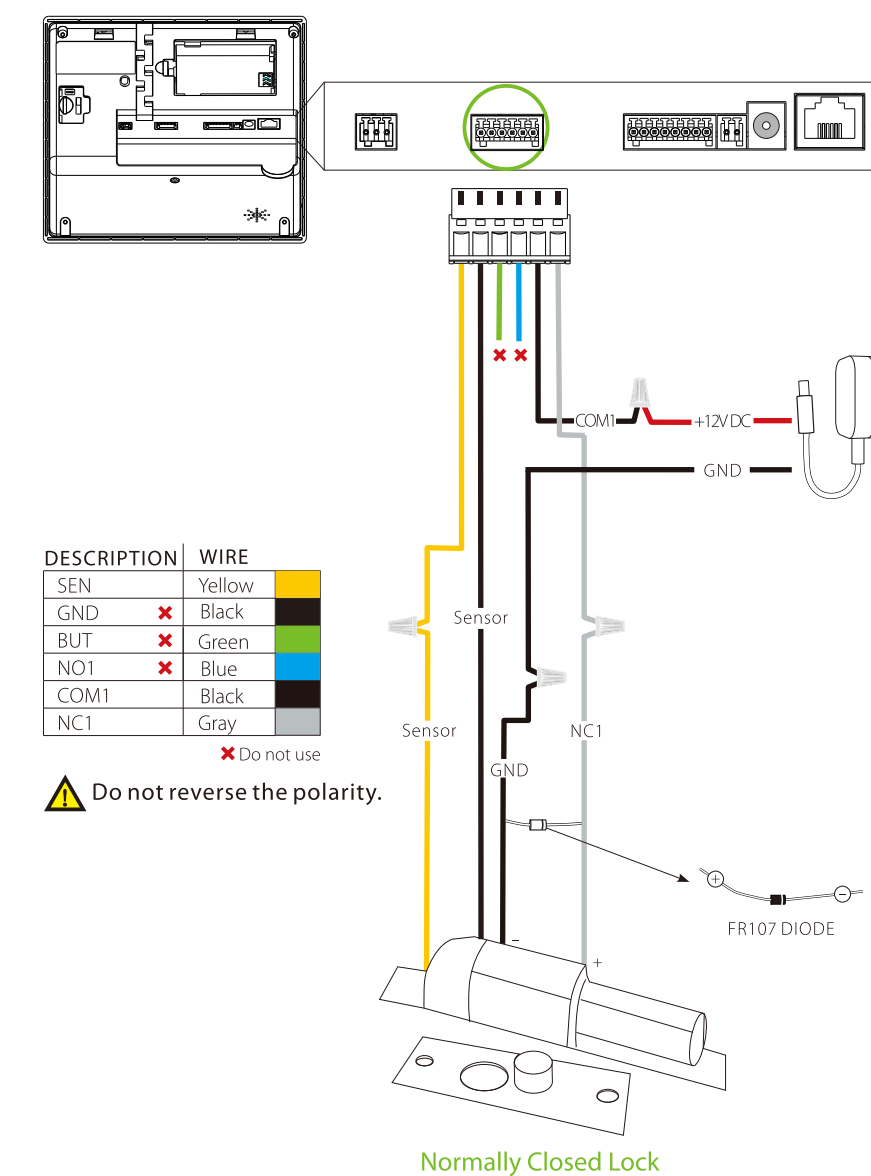 COM1
+12V DC
GND
DESCRIPTION WIRE
SEN Yellow
GND Black
BUT Green
NO1 Blue
COM1 Black
NC1 Gray
Do not use
Do not reverse the polarity.
Sensor
Sensor
NC1
GND
−
+
+
−
FR107 DIODE
Normally Closed Lock